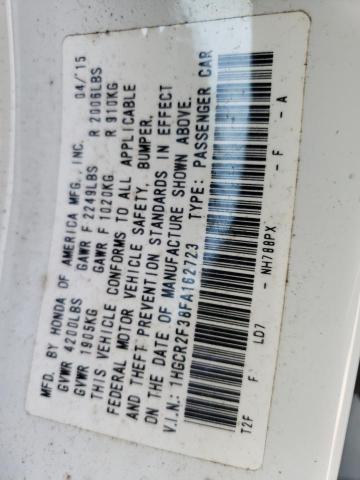 MFD. BY HONDA OF AMERICA MFG., INC. 04/15
GVWR 4200LBS GAWR F 2249LBS R 2006LBS
GVWR 1905KG GAWR F 1020KG R 910KG
THIS VEHICLE CONFORMS TO ALL APPLICABLE
FEDERAL MOTOR VEHICLE SAFETY, BUMPER,
AND THEFT PREVENTION STANDARDS IN EFFECT
ON THE DATE OF MANUFACTURE SHOWN ABOVE.
V.I.N.: 1HGCR2F38FA162723 TYPE: PASSENGER CAR
T2F F LD7 - NH788PX - F - A